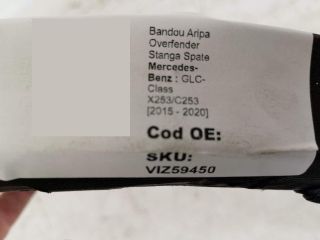 Bandou Aripa
Overfender
Stanga Spate
Mercedes-
Benz : GLC-
Class
X253/C253
[2015 - 2020]
Cod OE:
SKU:
VIZ59450